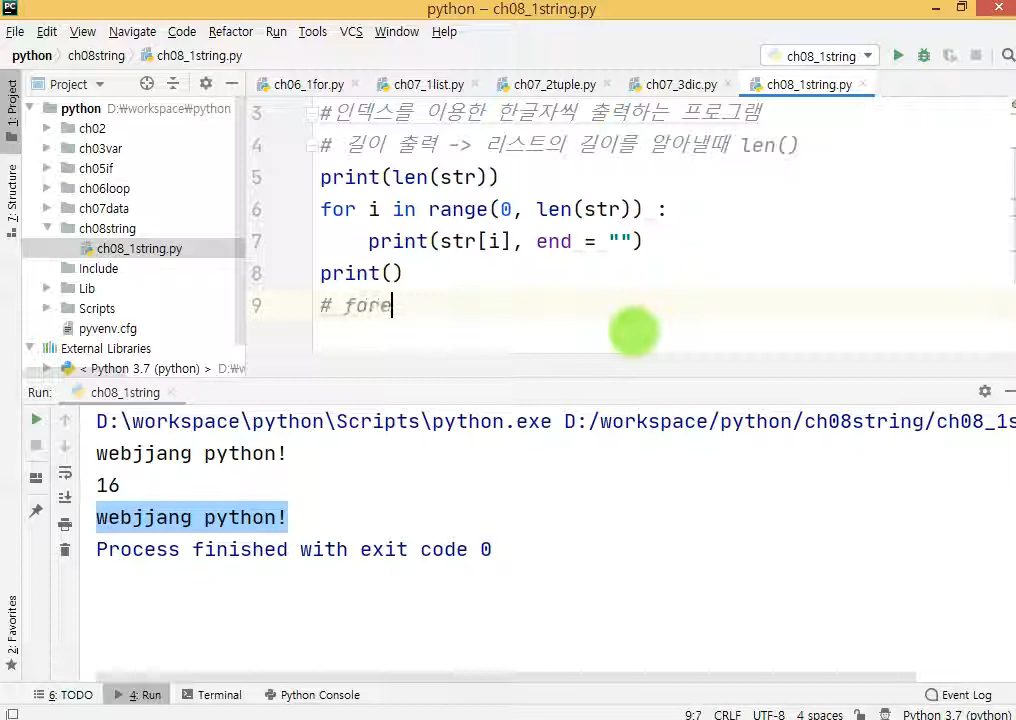 python – ch08_1string.py
File Edit View Navigate Code Refactor Run Tools VCS Window Help
python ch08string ch08_1string.py ch08_1string
1: Project
7: Structure
2: Favorites
Project
python D:\workspace\python
ch02
ch03var
ch05if
ch06loop
ch07data
ch08string
ch08_1string.py
Include
Lib
Scripts
pyvenv.cfg
External Libraries
< Python 3.7 (python) > D:\w
ch06_1for.py ch07_1list.py ch07_2tuple.py ch07_3dic.py ch08_1string.py
3 #인덱스를 이용한 한글자씩 출력하는 프로그램
4 # 길이 출력 -> 리스트의 길이를 알아낼때 len()
5 print(len(str))
6 for i in range(0, len(str)) :
7 print(str[i], end = "")
8 print()
9 # fore
Run: ch08_1string
D:\workspace\python\Scripts\python.exe D:/workspace/python/ch08string/ch08_1s
webjjang python!
16
webjjang python!
Process finished with exit code 0
6: TODO 4: Run Terminal Python Console Event Log
9:7 CRLF UTF-8 4 spaces Python 3.7 (python)